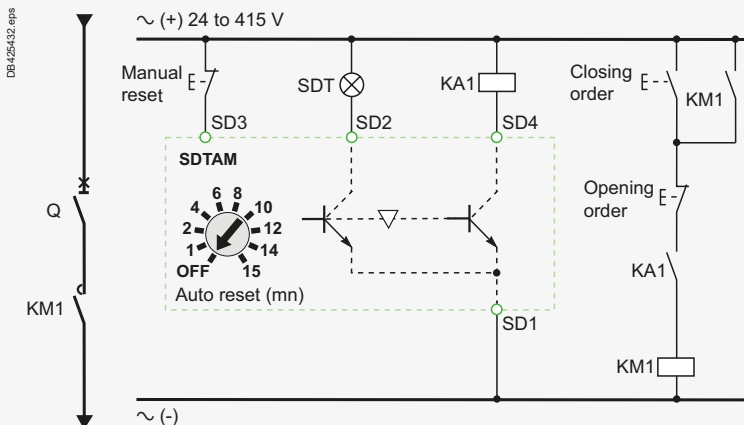 DB425432.eps
∼ (+) 24 to 415 V
Manual
reset
SDT
KA1
Closing
order
KM1
SD3
SD2
SD4
SDTAM
Opening
order
Q
6 8
4 10
2 12
1 14
OFF 15
Auto reset (mn)
KA1
KM1
SD1
KM1
∼ (-)